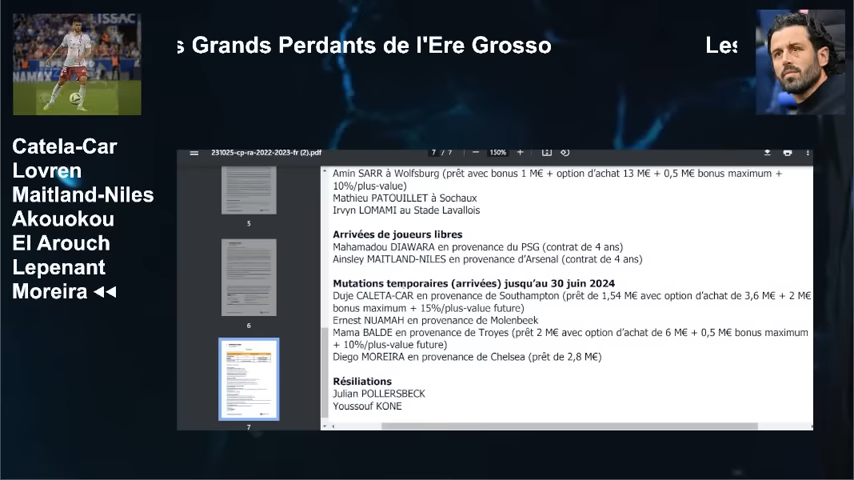 s Grands Perdants de l'Ere Grosso
Les
Catela-Car
Lovren
Maitland-Niles
Akouokou
El Arouch
Lepenant
Moreira
231025-cp-ra-2022-2023-fr (2).pdf
7 / 7
150%
Amin SARR à Wolfsburg (prêt avec bonus 1 M€ + option d'achat 13 M€ + 0,5 M€ bonus maximum +
10%/plus-value)
Mathieu PATOUILLET à Sochaux
Irvyn LOMAMI au Stade Lavallois
Arrivées de joueurs libres
Mahamadou DIAWARA en provenance du PSG (contrat de 4 ans)
Ainsley MAITLAND-NILES en provenance d'Arsenal (contrat de 4 ans)
Mutations temporaires (arrivées) jusqu'au 30 juin 2024
Duje CALETA-CAR en provenance de Southampton (prêt de 1,54 M€ avec option d'achat de 3,6 M€ + 2 M€
bonus maximum + 15%/plus-value future)
Ernest NUAMAH en provenance de Molenbeek
Mama BALDE en provenance de Troyes (prêt 2 M€ avec option d'achat de 6 M€ + 0,5 M€ bonus maximum
+ 10%/plus-value future)
Diego MOREIRA en provenance de Chelsea (prêt de 2,8 M€)
Résiliations
Julian POLLERSBECK
Youssouf KONE
5
6
7